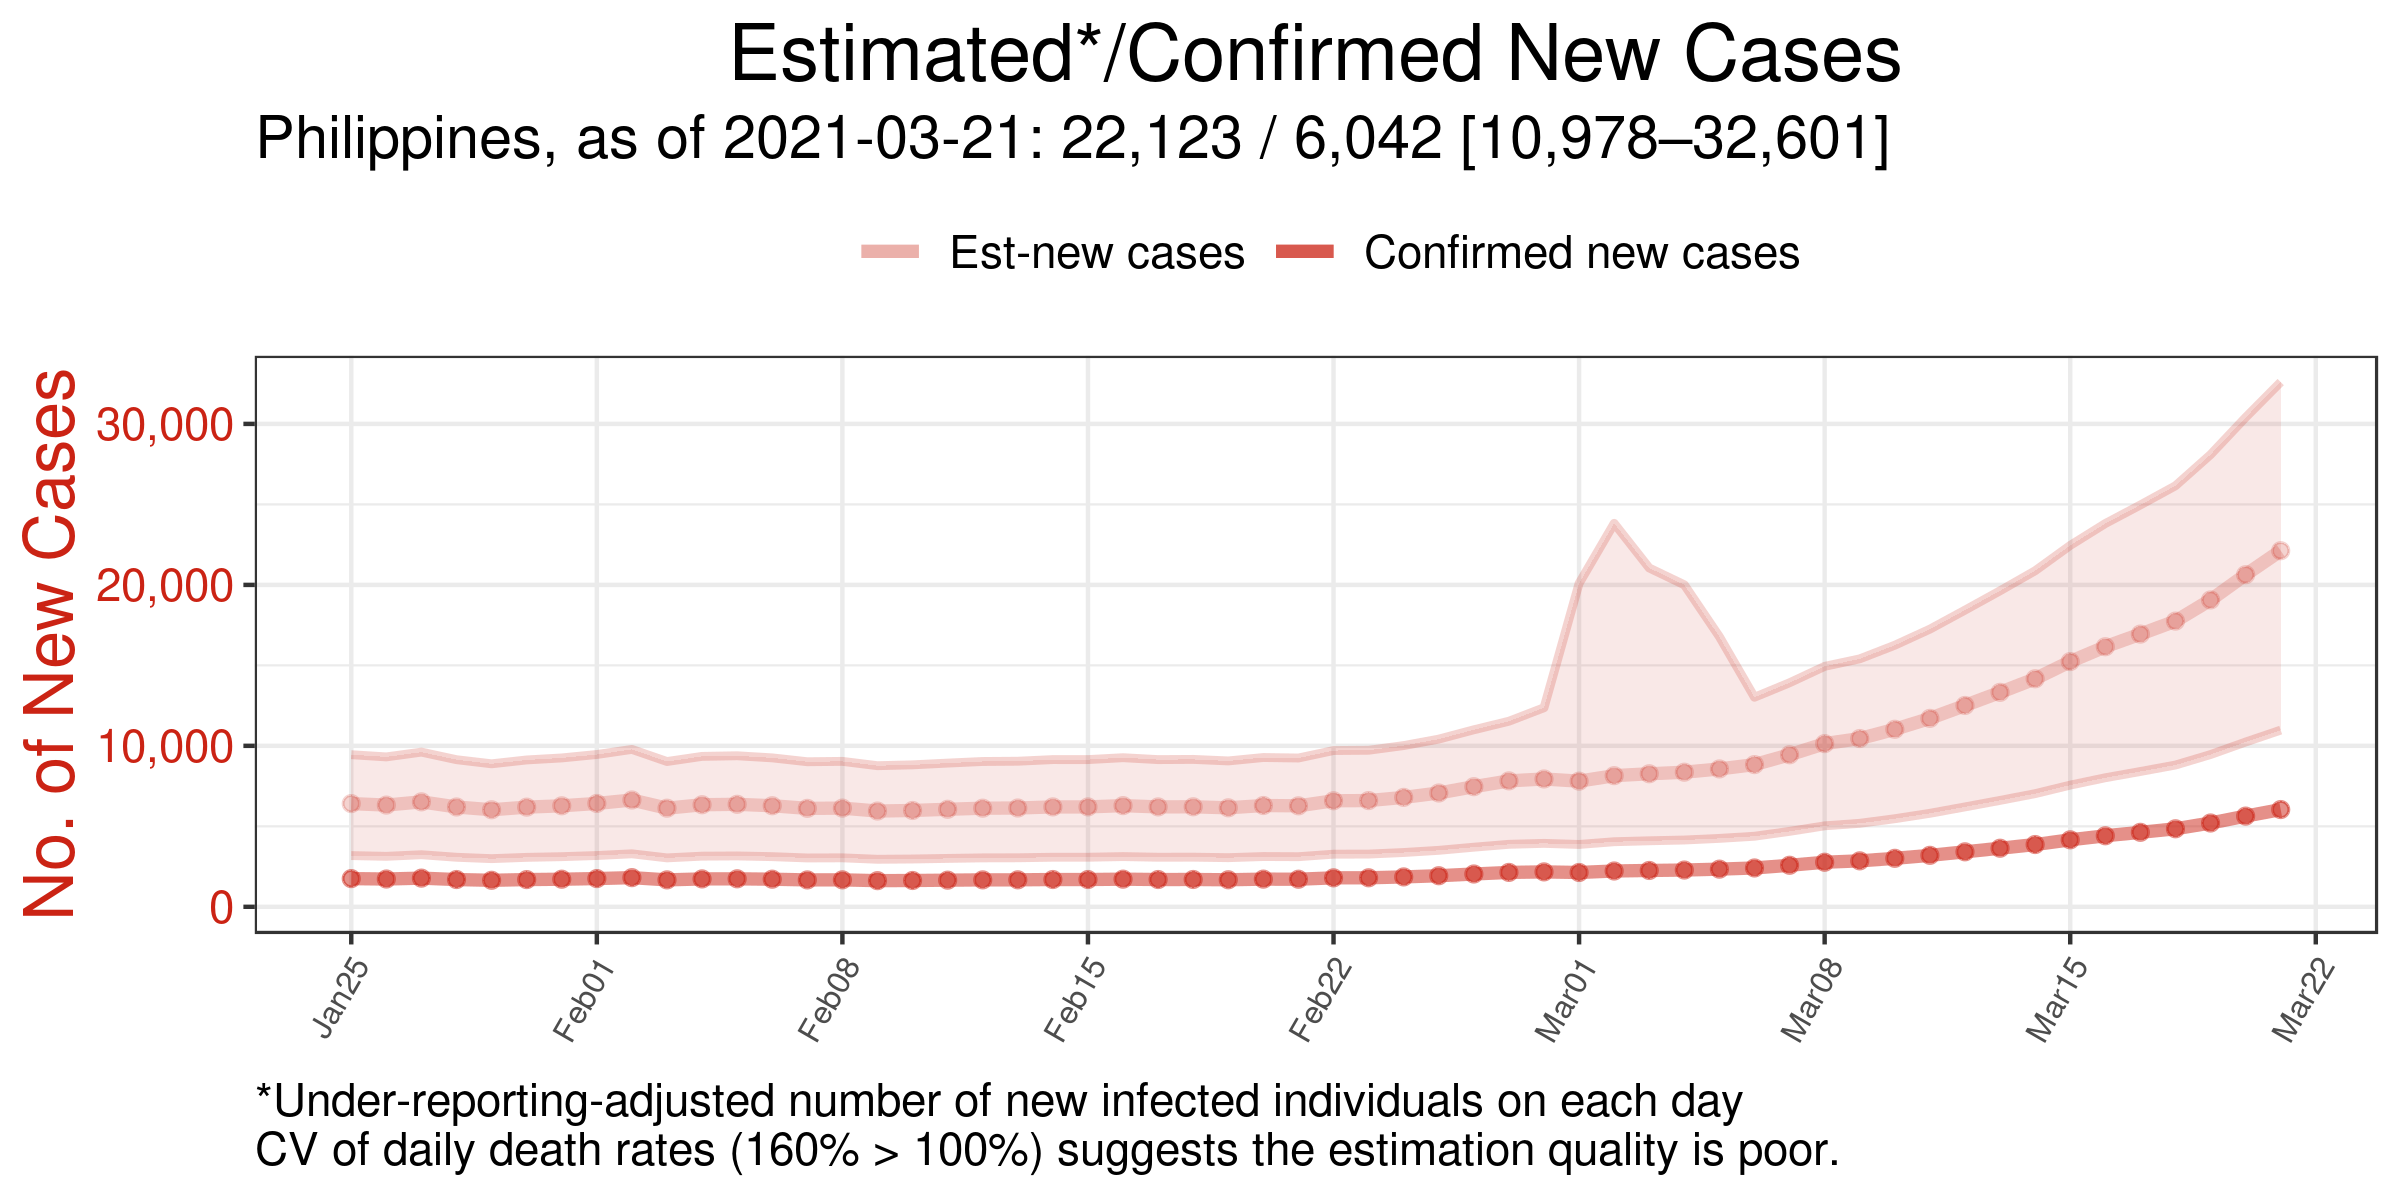 Estimated*/Confirmed New Cases
Philippines, as of 2021-03-21: 22,123 / 6,042 [10,978–32,601]
Est-new cases
Confirmed new cases
No. of New Cases
30,000
20,000
10,000
0
Jan25
Feb01
Feb08
Feb15
Feb22
Mar01
Mar08
Mar15
Mar22
*Under-reporting-adjusted number of new infected individuals on each day
CV of daily death rates (160% > 100%) suggests the estimation quality is poor.